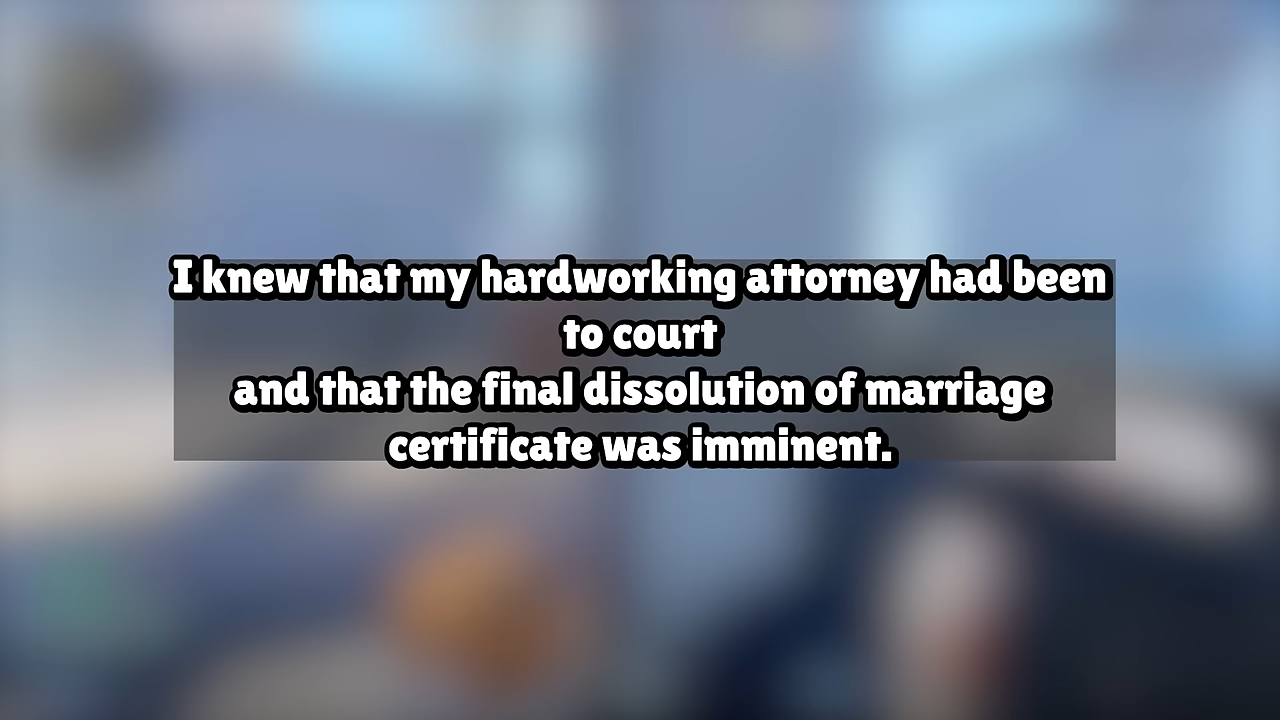 I knew that my hardworking attorney had been
to court
and that the final dissolution of marriage
certificate was imminent.